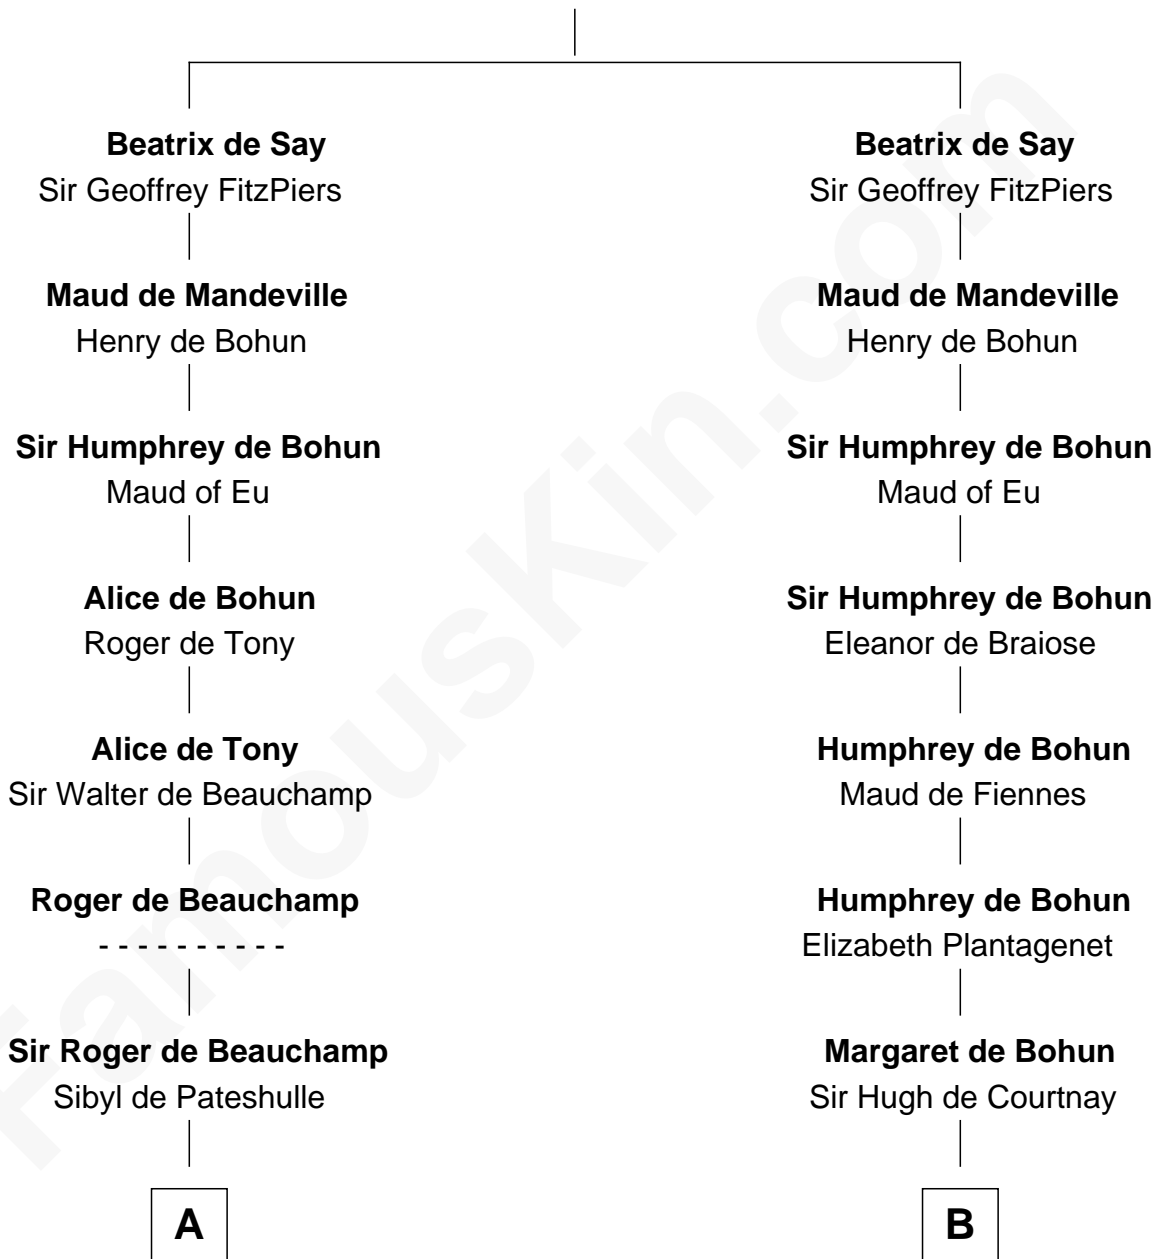 Beatrix de Say
Sir Geoffrey FitzPiers
Maud de Mandeville
Henry de Bohun
Sir Humphrey de Bohun
Maud of Eu
Alice de Bohun
Roger de Tony
Alice de Tony
Sir Walter de Beauchamp
Roger de Beauchamp
- - - - - - - - - -
Sir Roger de Beauchamp
Sibyl de Pateshulle
A
Beatrix de Say
Sir Geoffrey FitzPiers
Maud de Mandeville
Henry de Bohun
Sir Humphrey de Bohun
Maud of Eu
Sir Humphrey de Bohun
Eleanor de Braiose
Humphrey de Bohun
Maud de Fiennes
Humphrey de Bohun
Elizabeth Plantagenet
Margaret de Bohun
Sir Hugh de Courtnay
B
FamousKin.com